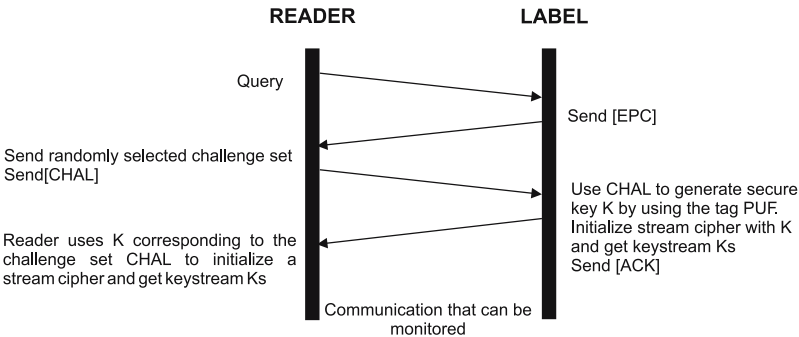 READER
LABEL
Query
Send [EPC]
Send randomly selected challenge set
Send[CHAL]
Use CHAL to generate secure
key K by using the tag PUF.
Initialize stream cipher with K
and get keystream Ks
Send [ACK]
Reader uses K corresponding to the
challenge set CHAL to initialize a
stream cipher and get keystream Ks
Communication that can be
monitored